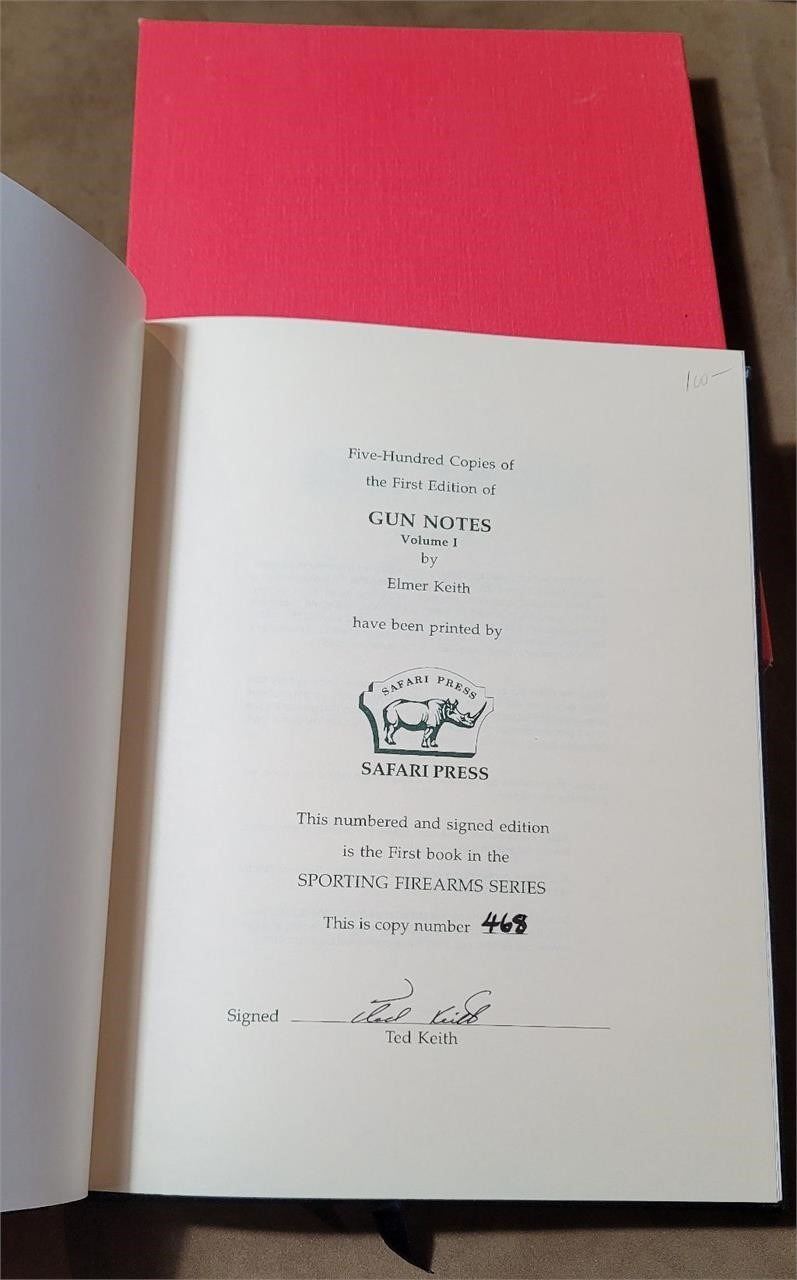 100—
Five-Hundred Copies of
the First Edition of
GUN NOTES
Volume I
by
Elmer Keith
have been printed by
SAFARI PRESS
SAFARI PRESS
This numbered and signed edition
is the First book in the
SPORTING FIREARMS SERIES
This is copy number 468
Signed Ted Keith
Ted Keith